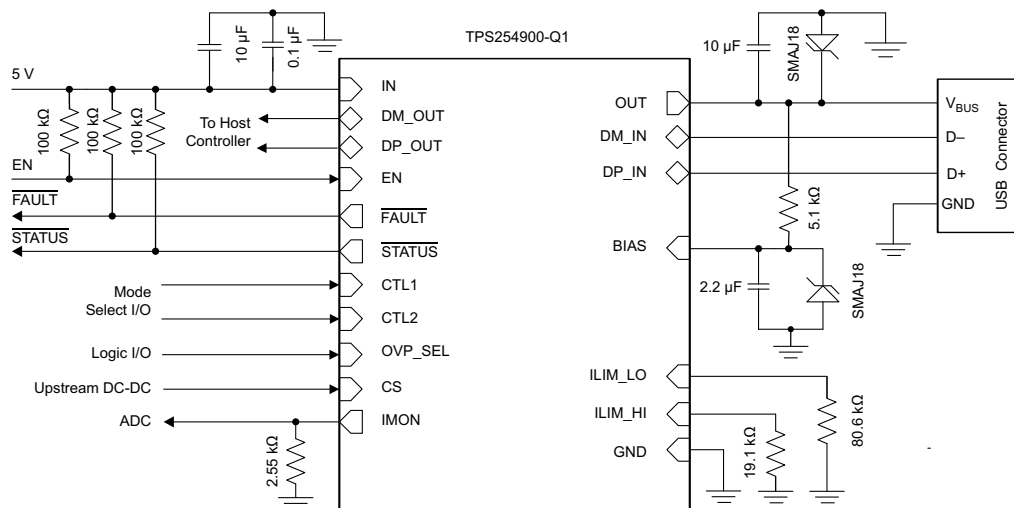 TPS254900-Q1
10 µF
0.1 µF
5 V
100 kΩ
100 kΩ
100 kΩ
To Host
Controller
EN
FAULT
STATUS
Mode
Select I/O
Logic I/O
Upstream DC-DC
ADC
2.55 kΩ
IN
DM_OUT
DP_OUT
EN
FAULT
STATUS
CTL1
CTL2
OVP_SEL
CS
IMON
OUT
DM_IN
DP_IN
BIAS
ILIM_LO
ILIM_HI
GND
10 µF
SMAJ18
5.1 kΩ
2.2 µF
SMAJ18
19.1 kΩ
80.6 kΩ
VBUS
D–
D+
GND
USB Connector